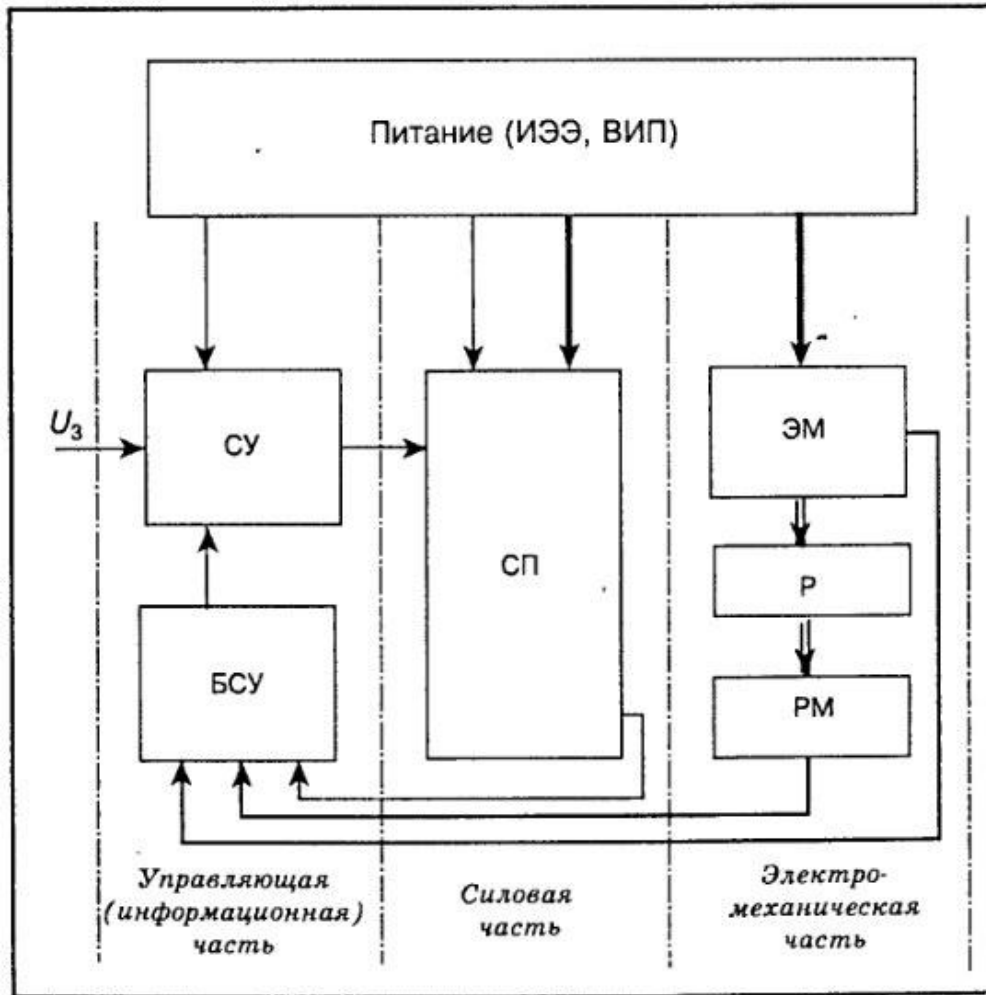 Питание (ИЭЭ, ВИП)
U₃
СУ
ЭМ
СП
Р
БСУ
РМ
Управляющая
(информационная)
часть
Силовая
часть
Электро-
механическая
часть